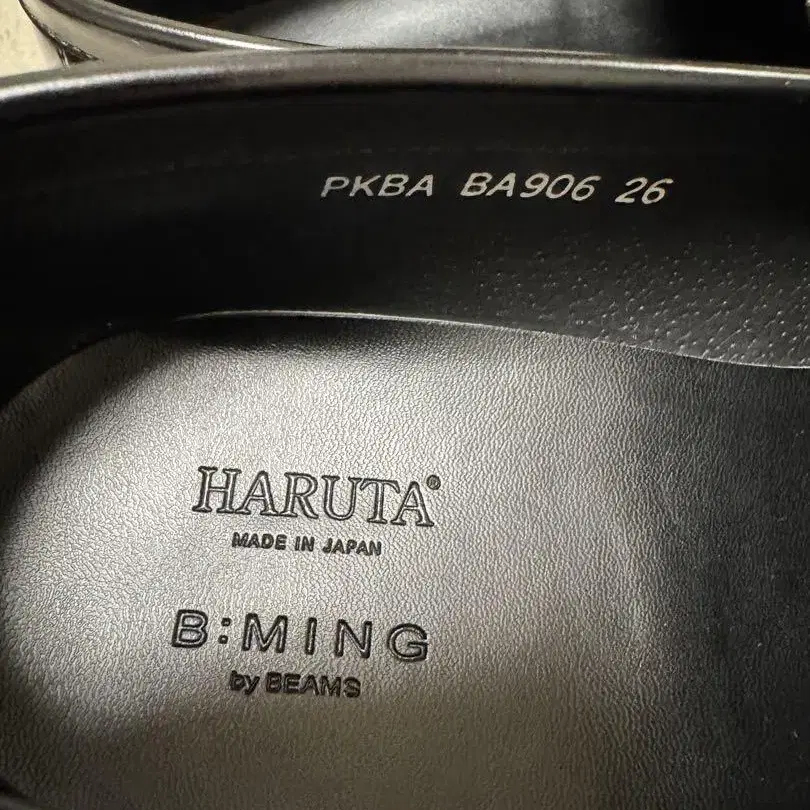 PKBA BA906 26
HARUTA®
MADE IN JAPAN
B:MING
by BEAMS